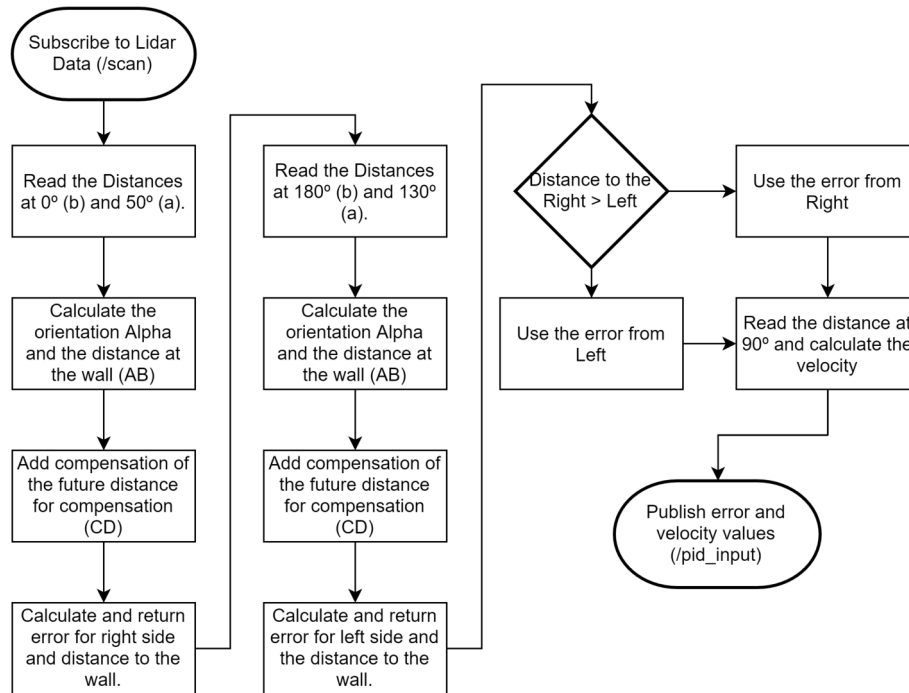 Subscribe to Lidar
Data (/scan)
Read the Distances
at 0º (b) and 50º (a).
Calculate the
orientation Alpha
and the distance at
the wall (AB)
Add compensation of
the future distance
for compensation
(CD)
Calculate and return
error for right side
and distance to the
wall.
Read the Distances
at 180º (b) and 130º
(a).
Calculate the
orientation Alpha
and the distance at
the wall (AB)
Add compensation of
the future distance
for compensation
(CD)
Calculate and return
error for left side and
the distance to the
wall.
Distance to the
Right > Left
Use the error from
Right
Use the error from
Left
Read the distance at
90º and calculate the
velocity
Publish error and
velocity values
(/pid_input)